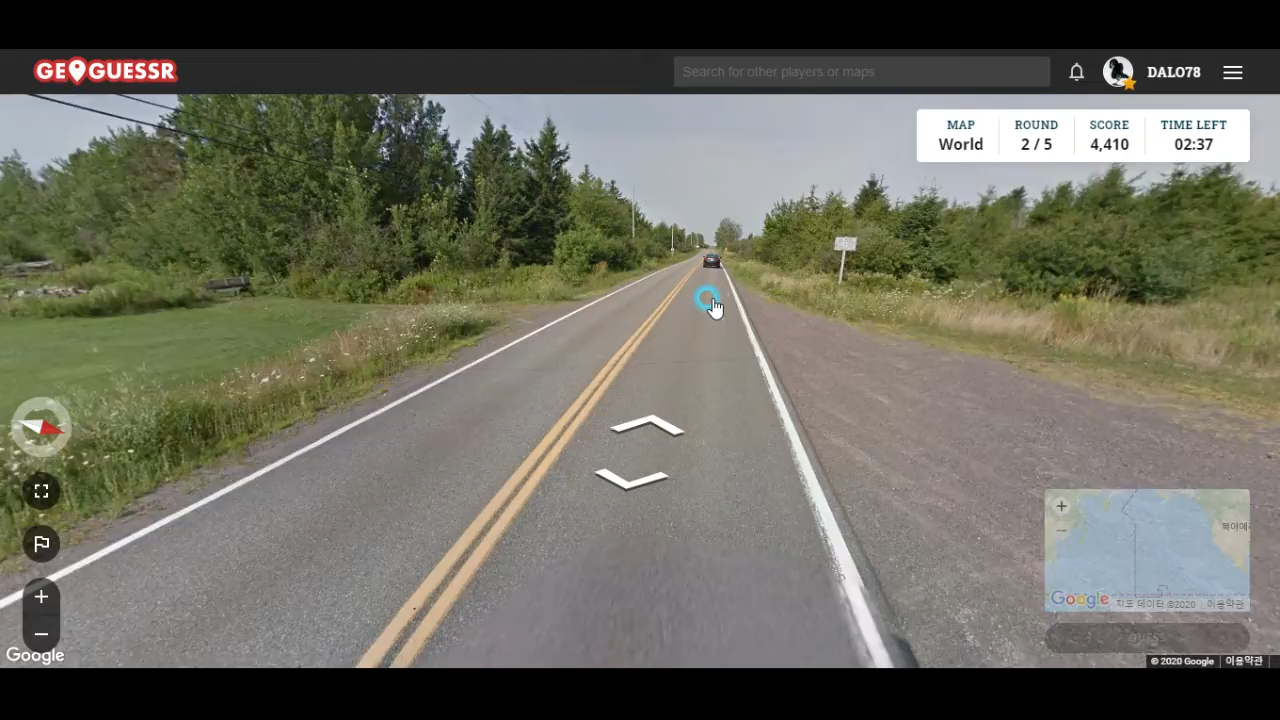 GEOGUESSR
Search for other players or maps
DALO78
MAP
World
ROUND
2 / 5
SCORE
4,410
TIME LEFT
02:37
Google
지도 데이터 ©2020
이용약관
GUESS
Google
© 2020 Google
이용약관